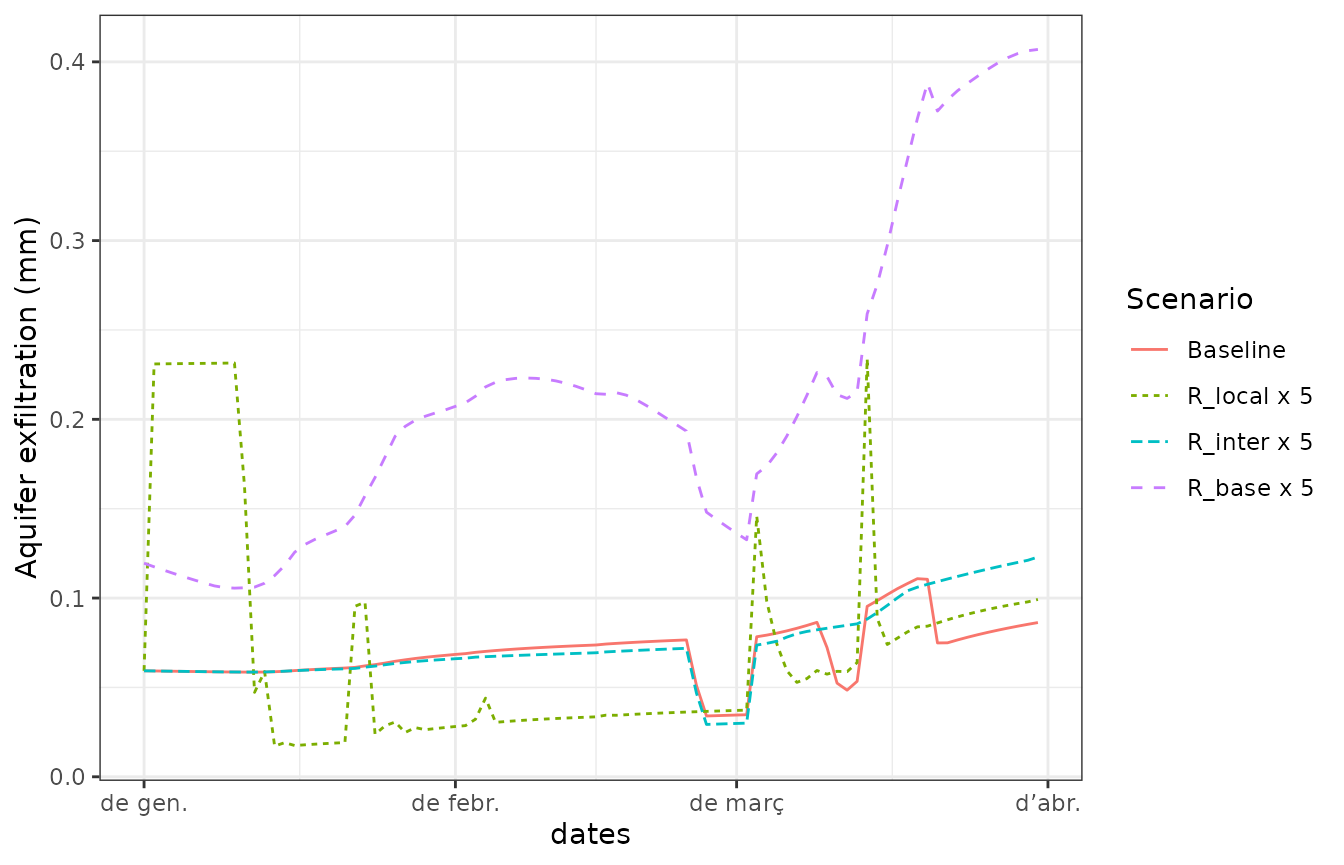 0.4
0.3
0.2
0.1
0.0
Aquifer exfiltration (mm)
de gen.
de febr.
de març
d’abr.
dates
Scenario
Baseline
R_local x 5
R_inter x 5
R_base x 5